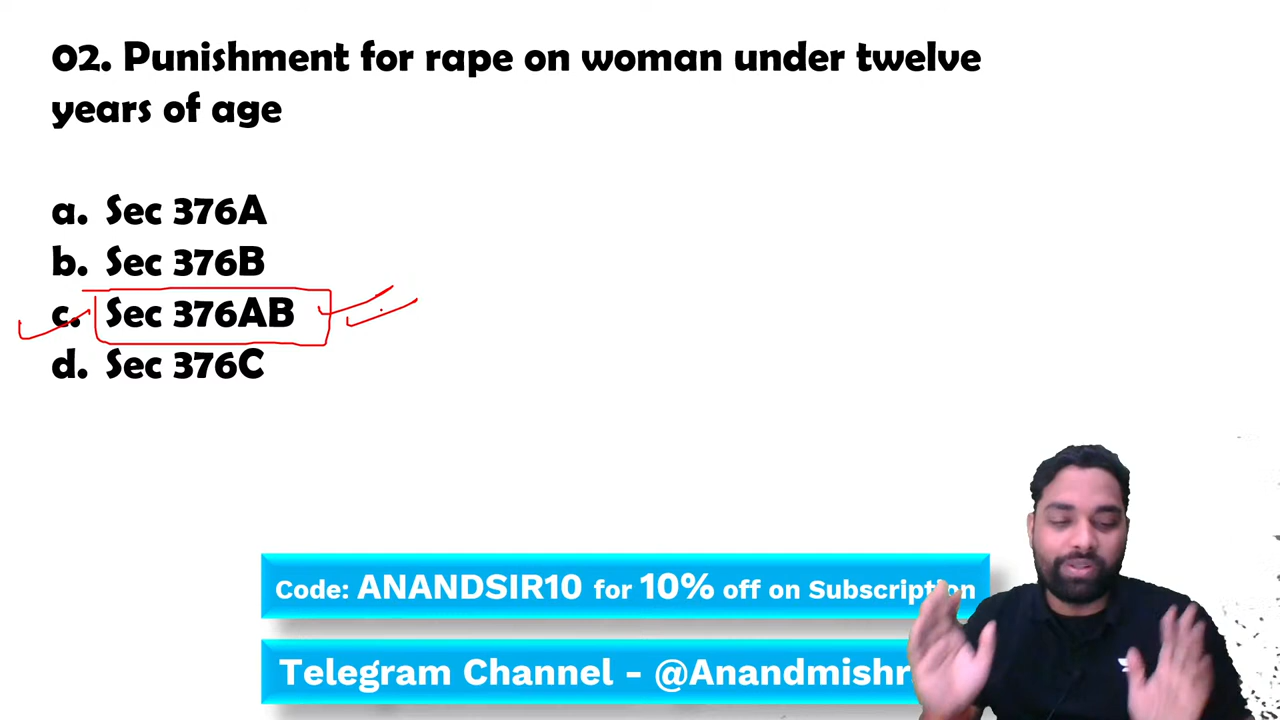 02. Punishment for rape on woman under twelve
years of age
a. Sec 376A
b. Sec 376B
c. Sec 376AB
d. Sec 376C
Code: ANANDSIR10 for 10% off on Subscription
Telegram Channel -